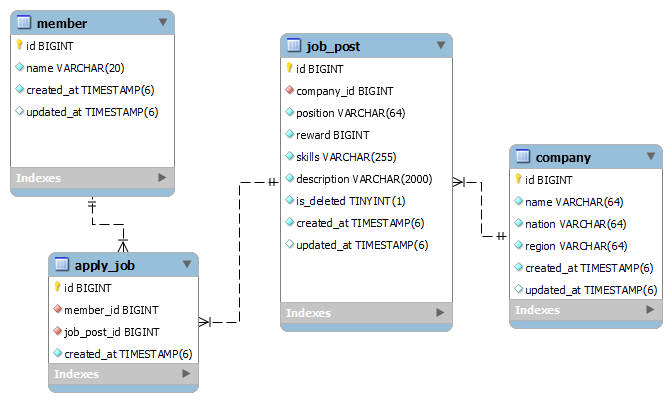 member
id BIGINT
name VARCHAR(20)
created_at TIMESTAMP(6)
updated_at TIMESTAMP(6)
Indexes
apply_job
id BIGINT
member_id BIGINT
job_post_id BIGINT
created_at TIMESTAMP(6)
Indexes
job_post
id BIGINT
company_id BIGINT
position VARCHAR(64)
reward BIGINT
skills VARCHAR(255)
description VARCHAR(2000)
is_deleted TINYINT(1)
created_at TIMESTAMP(6)
updated_at TIMESTAMP(6)
Indexes
company
id BIGINT
name VARCHAR(64)
nation VARCHAR(64)
region VARCHAR(64)
created_at TIMESTAMP(6)
updated_at TIMESTAMP(6)
Indexes